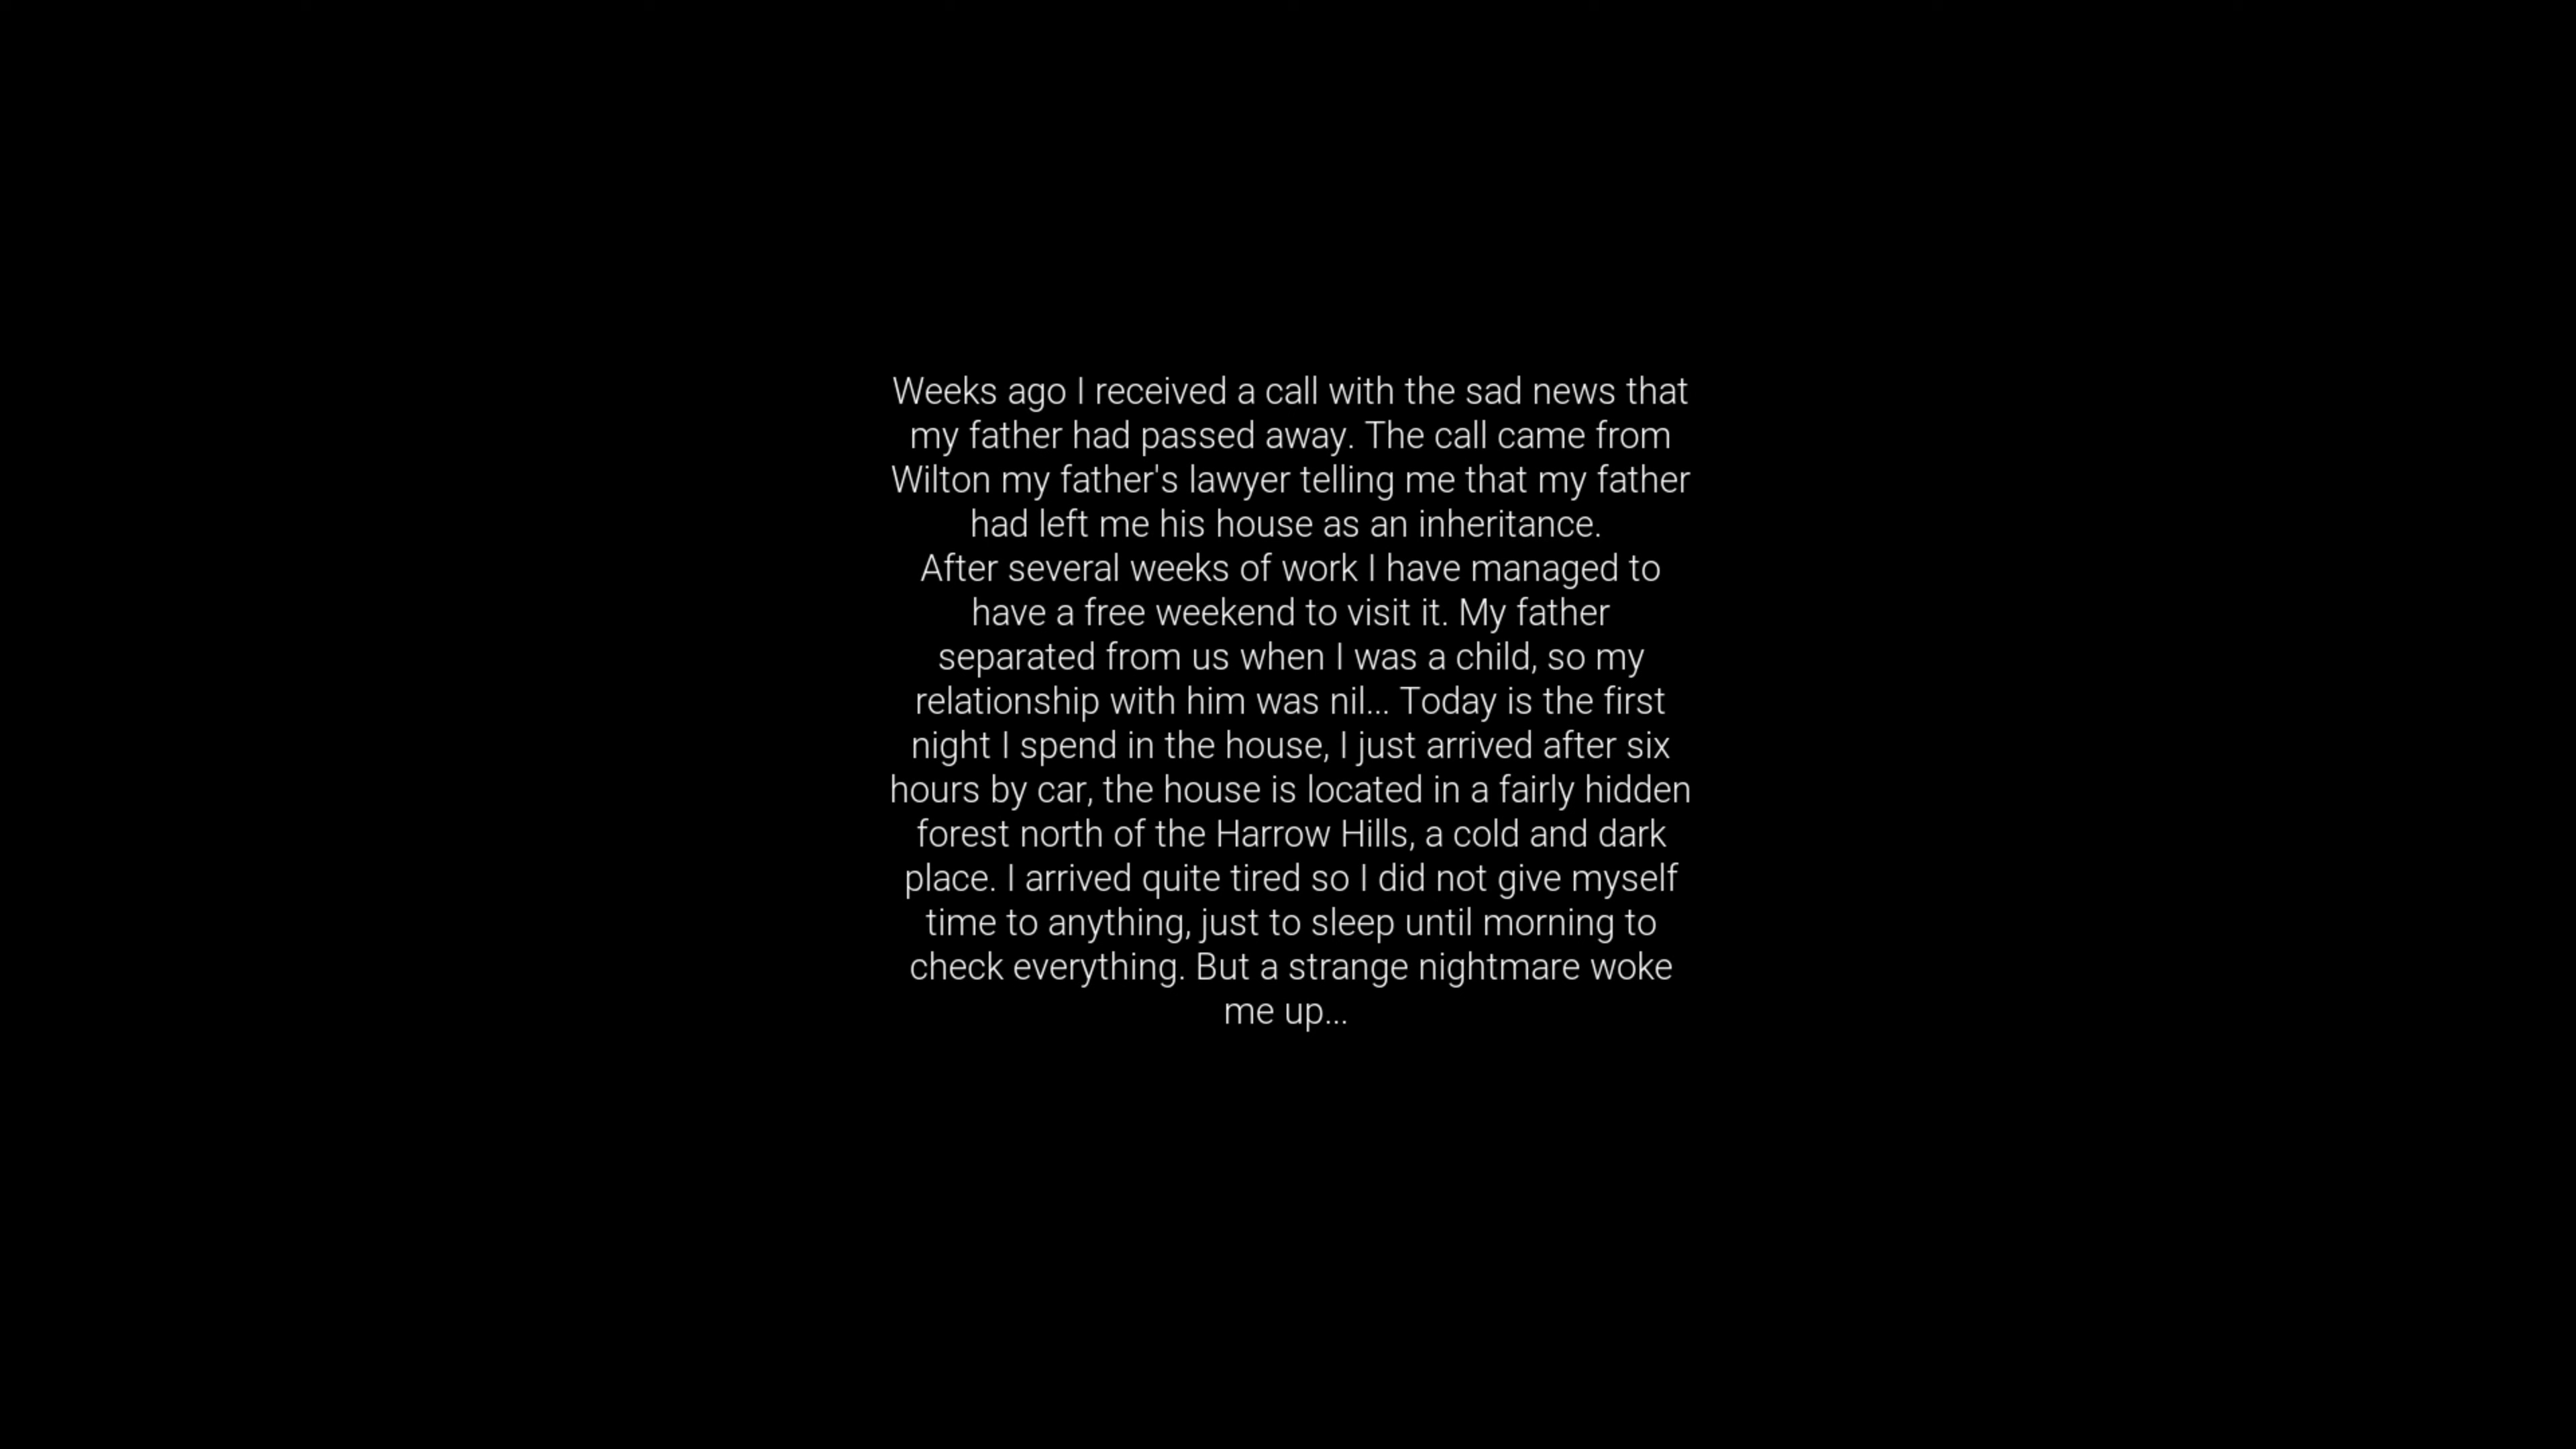 Weeks ago I received a call with the sad news that
my father had passed away. The call came from
Wilton my father's lawyer telling me that my father
had left me his house as an inheritance.
After several weeks of work I have managed to
have a free weekend to visit it. My father
separated from us when I was a child, so my
relationship with him was nil... Today is the first
night I spend in the house, I just arrived after six
hours by car, the house is located in a fairly hidden
forest north of the Harrow Hills, a cold and dark
place. I arrived quite tired so I did not give myself
time to anything, just to sleep until morning to
check everything. But a strange nightmare woke
me up...